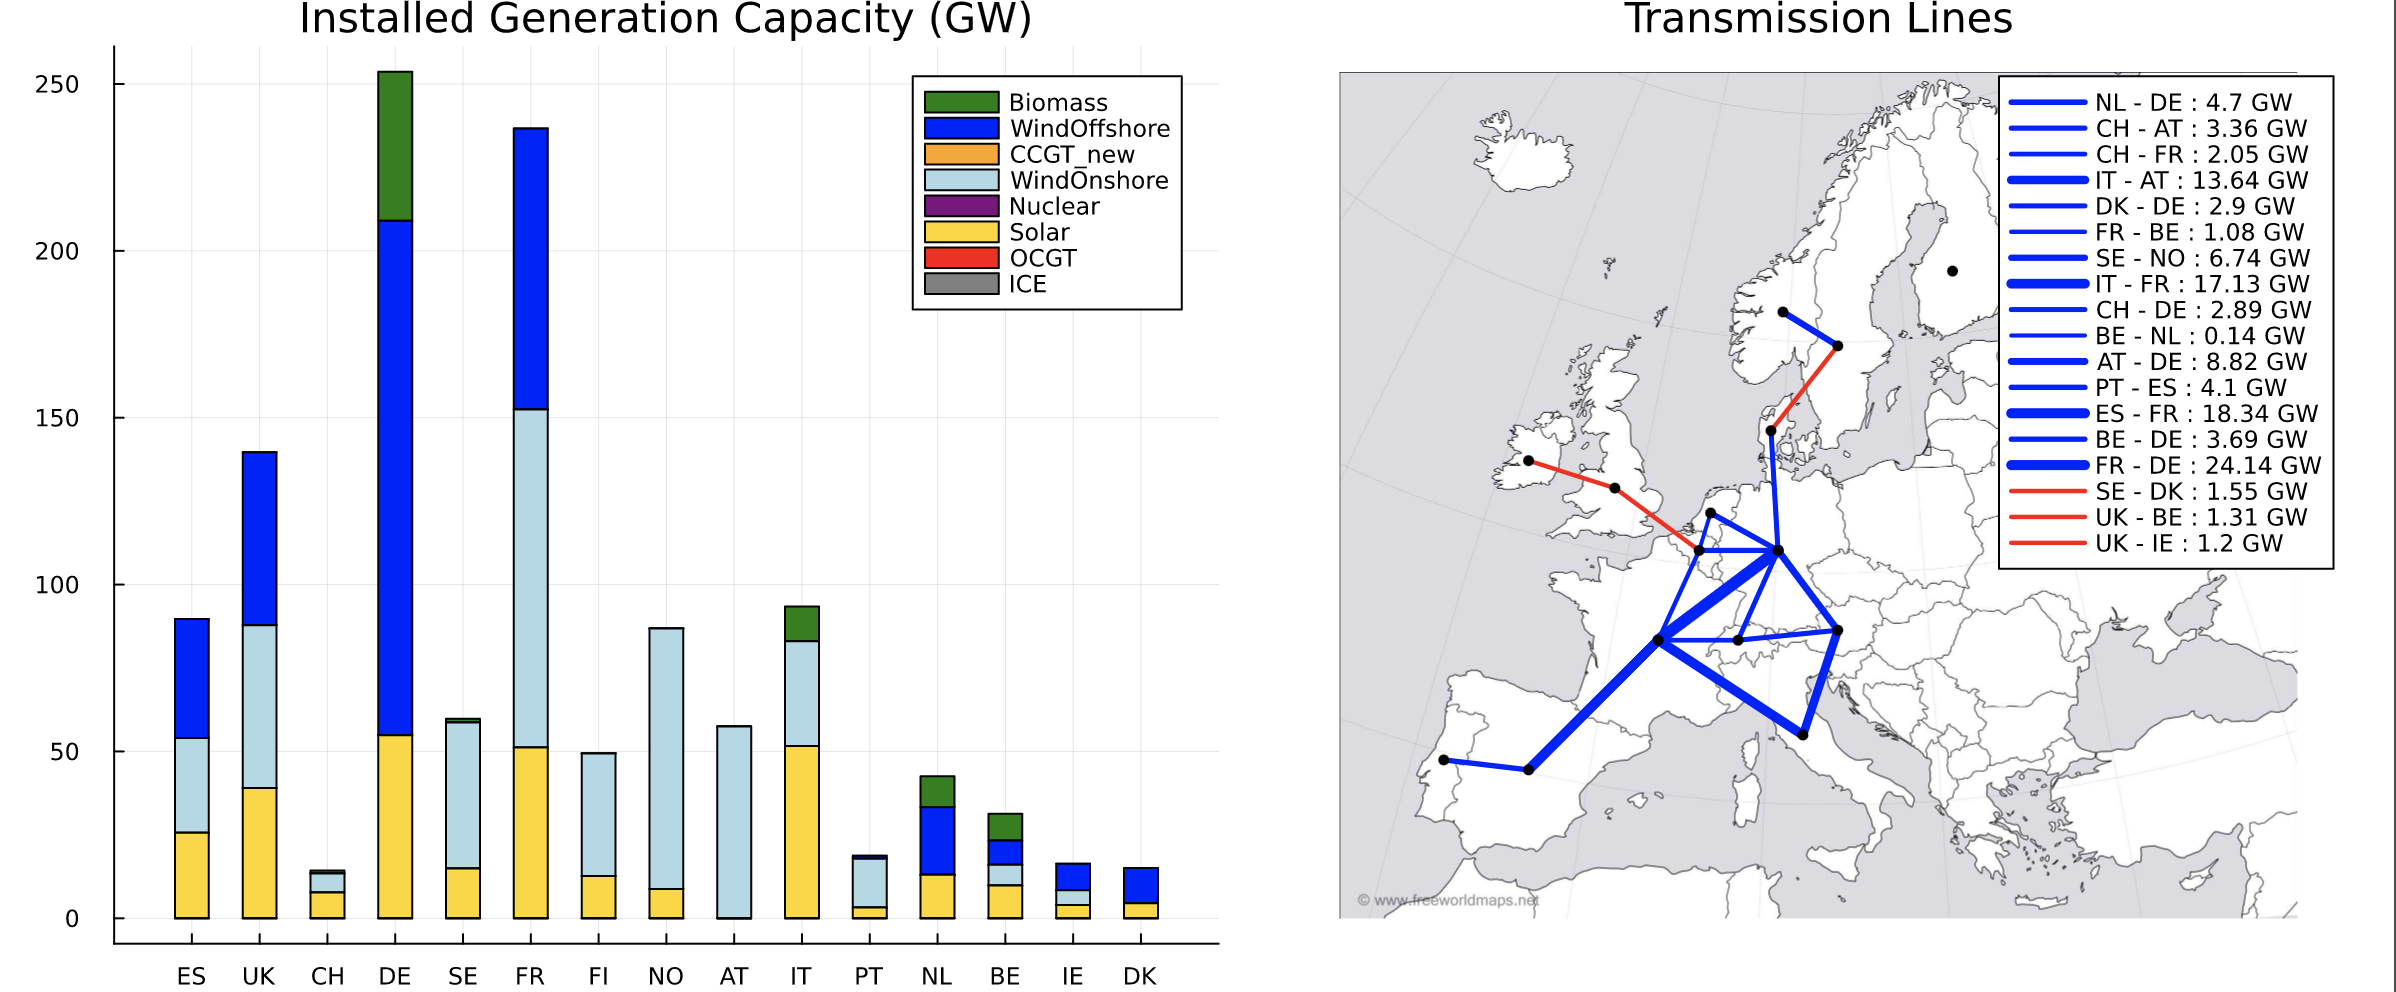 Installed Generation Capacity (GW)
250
200
150
100
50
0
ES UK CH DE SE FR FI NO AT IT PT NL BE IE DK
Biomass
WindOffshore
CCGT_new
WindOnshore
Nuclear
Solar
OCGT
ICE
Transmission Lines
NL - DE : 4.7 GW
CH - AT : 3.36 GW
CH - FR : 2.05 GW
IT - AT : 13.64 GW
DK - DE : 2.9 GW
FR - BE : 1.08 GW
SE - NO : 6.74 GW
IT - FR : 17.13 GW
CH - DE : 2.89 GW
BE - NL : 0.14 GW
AT - DE : 8.82 GW
PT - ES : 4.1 GW
ES - FR : 18.34 GW
BE - DE : 3.69 GW
FR - DE : 24.14 GW
SE - DK : 1.55 GW
UK - BE : 1.31 GW
UK - IE : 1.2 GW
© www.freeworldmaps.net